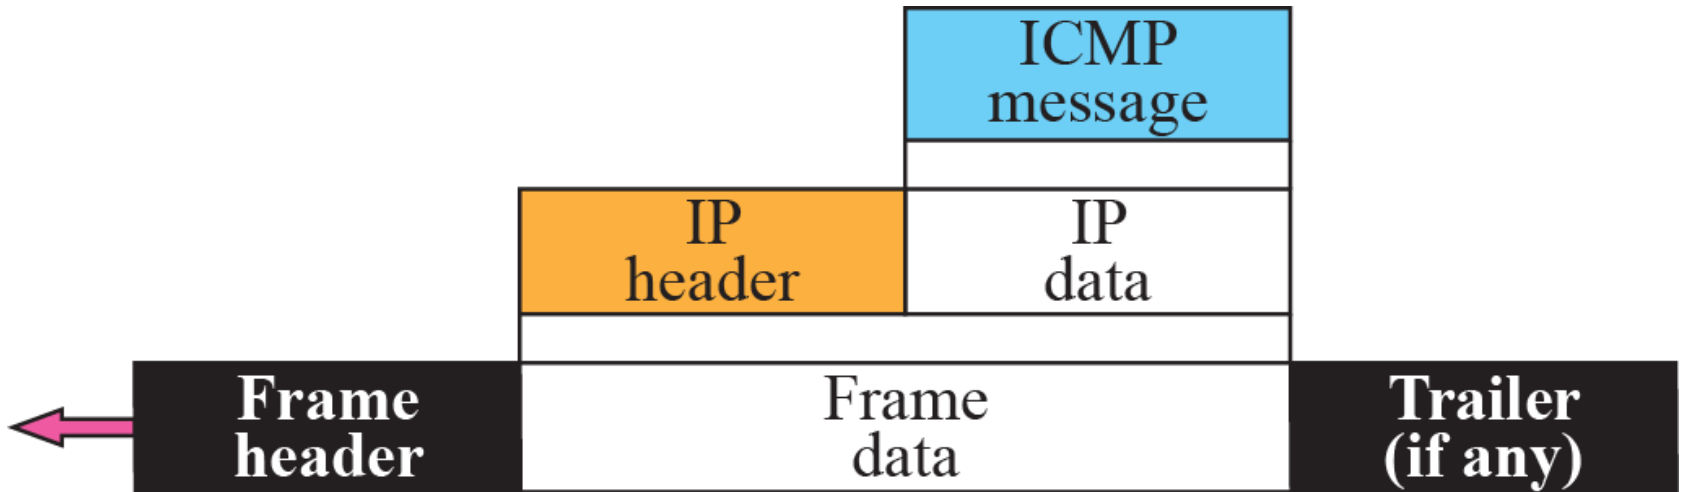 ICMP
message
IP
header
IP
data
Frame
header
Frame
data
Trailer
(if any)